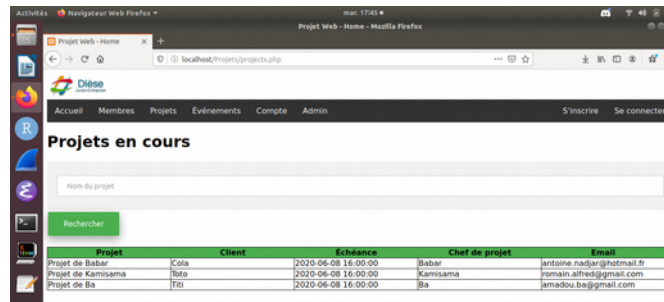 Activités Navigateur Web Firefox mar. 17:45
Projet Web - Home - Mozilla Firefox
Projet Web - Home × +
localhost/Projets/projects.php
Dièse
Accueil Membres Projets Événements Compte Admin S'inscrire Se connecter
Projets en cours
Nom du projet
Rechercher
Projet Client Échéance Chef de projet Email
Projet de Babar Cola 2020-06-08 16:00:00 Babar antoine.nadjar@hotmail.fr
Projet de Kamisama Toto 2020-06-08 16:00:00 Kamisama romain.alfred@gmail.com
Projet de Ba Titi 2020-06-08 16:00:00 Ba amadou.ba@gmail.com